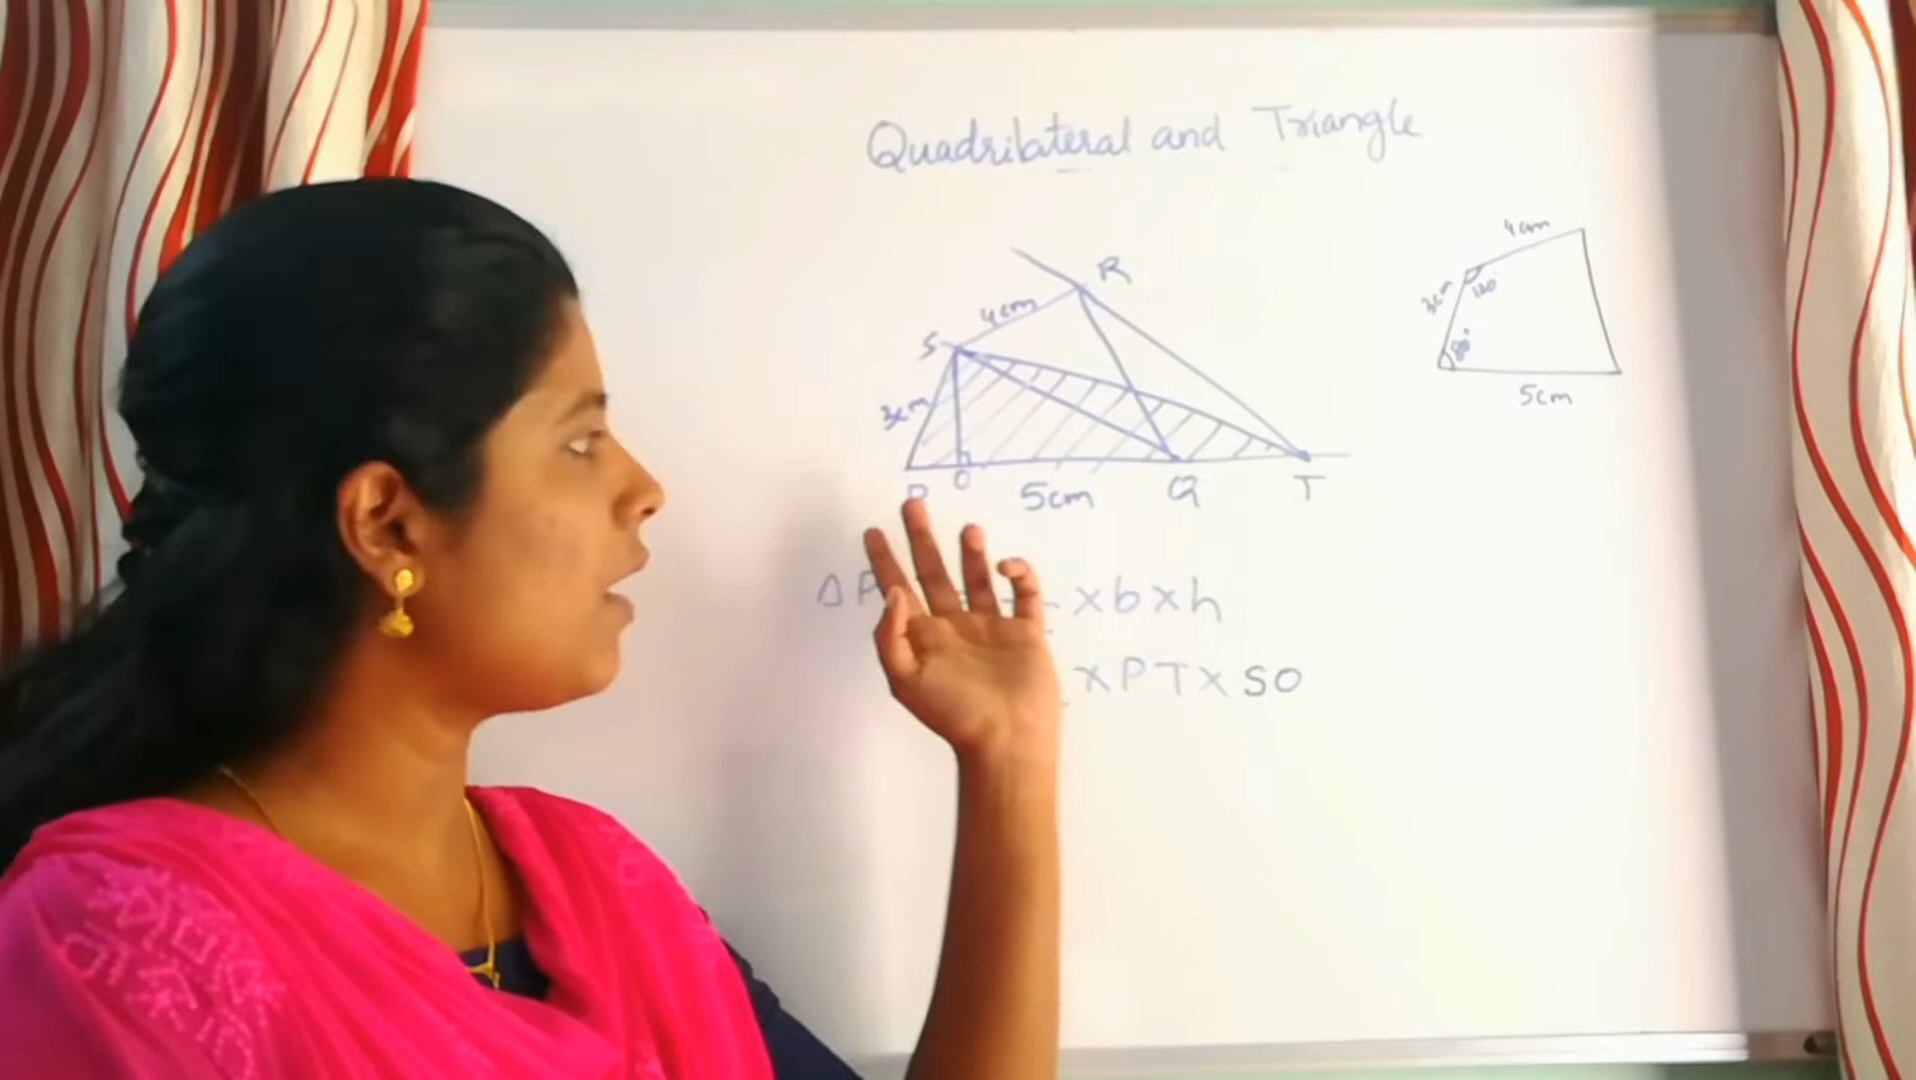 Quadrilateral and Triangle
R
4cm
S
3cm
P O 5cm Q T
4cm
3cm 120°
80°
5cm
Δ P × b × h
× PT × SO